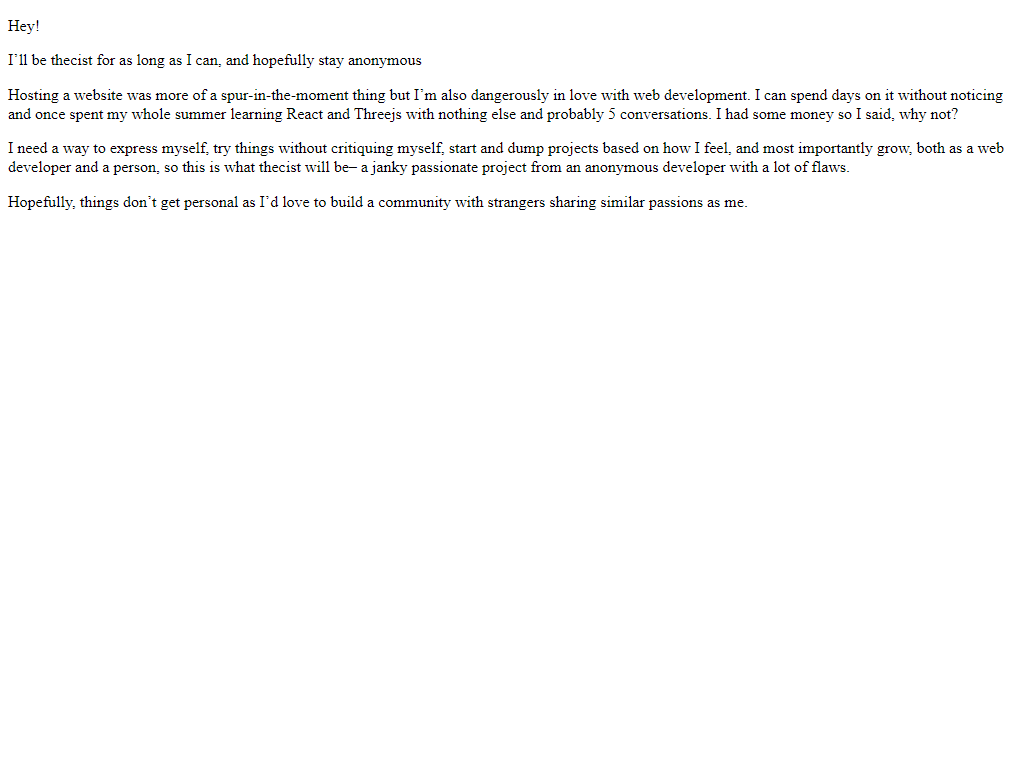 Hey!
I'll be thecist for as long as I can, and hopefully stay anonymous
Hosting a website was more of a spur-in-the-moment thing but I'm also dangerously in love with web development. I can spend days on it without noticing
and once spent my whole summer learning React and Threejs with nothing else and probably 5 conversations. I had some money so I said, why not?
I need a way to express myself, try things without critiquing myself, start and dump projects based on how I feel, and most importantly grow, both as a web
developer and a person, so this is what thecist will be– a janky passionate project from an anonymous developer with a lot of flaws.
Hopefully, things don't get personal as I'd love to build a community with strangers sharing similar passions as me.